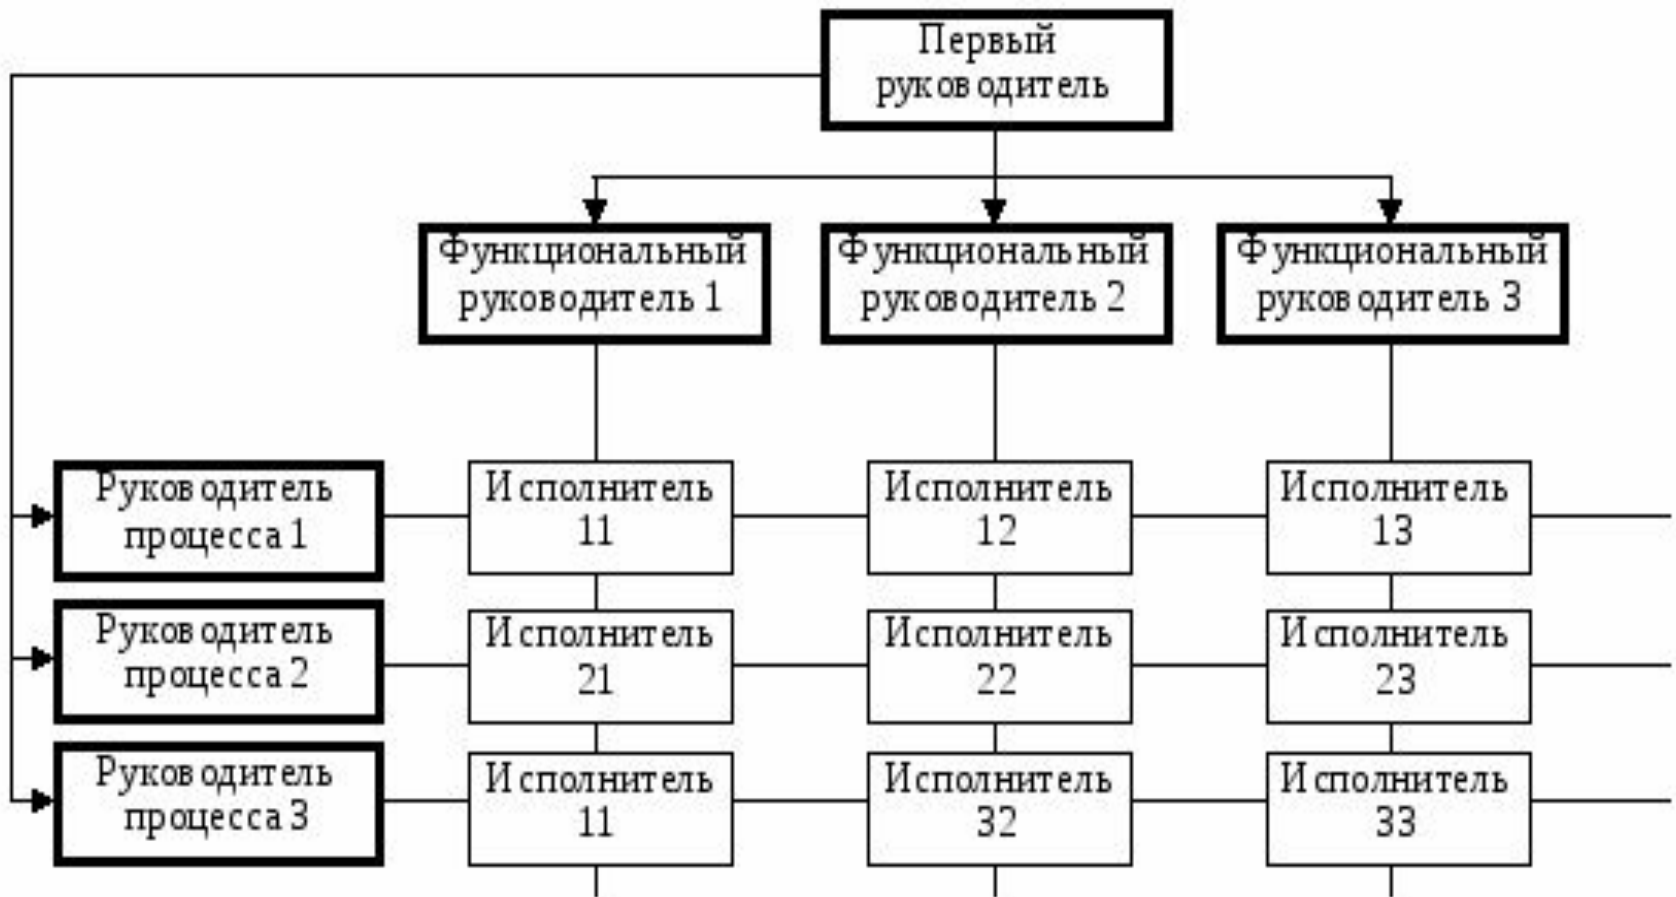 Первый
руководитель
Функциональный
руководитель 1
Функциональный
руководитель 2
Функциональный
руководитель 3
Руководитель
процесса 1
Исполнитель
11
Исполнитель
12
Исполнитель
13
Руководитель
процесса 2
Исполнитель
21
Исполнитель
22
Исполнитель
23
Руководитель
процесса 3
Исполнитель
11
Исполнитель
32
Исполнитель
33